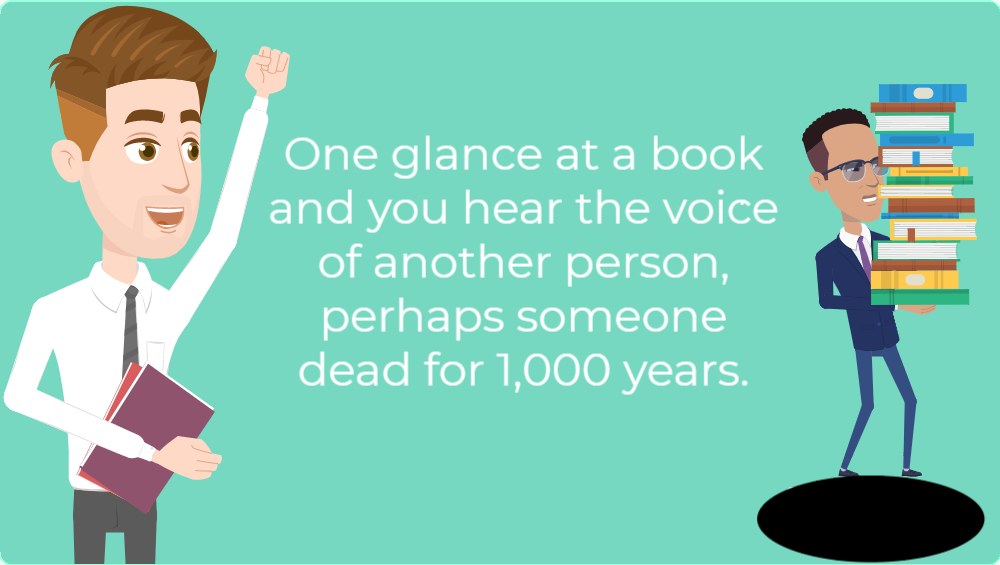 One glance at a book
and you hear the voice
of another person,
perhaps someone
dead for 1,000 years.